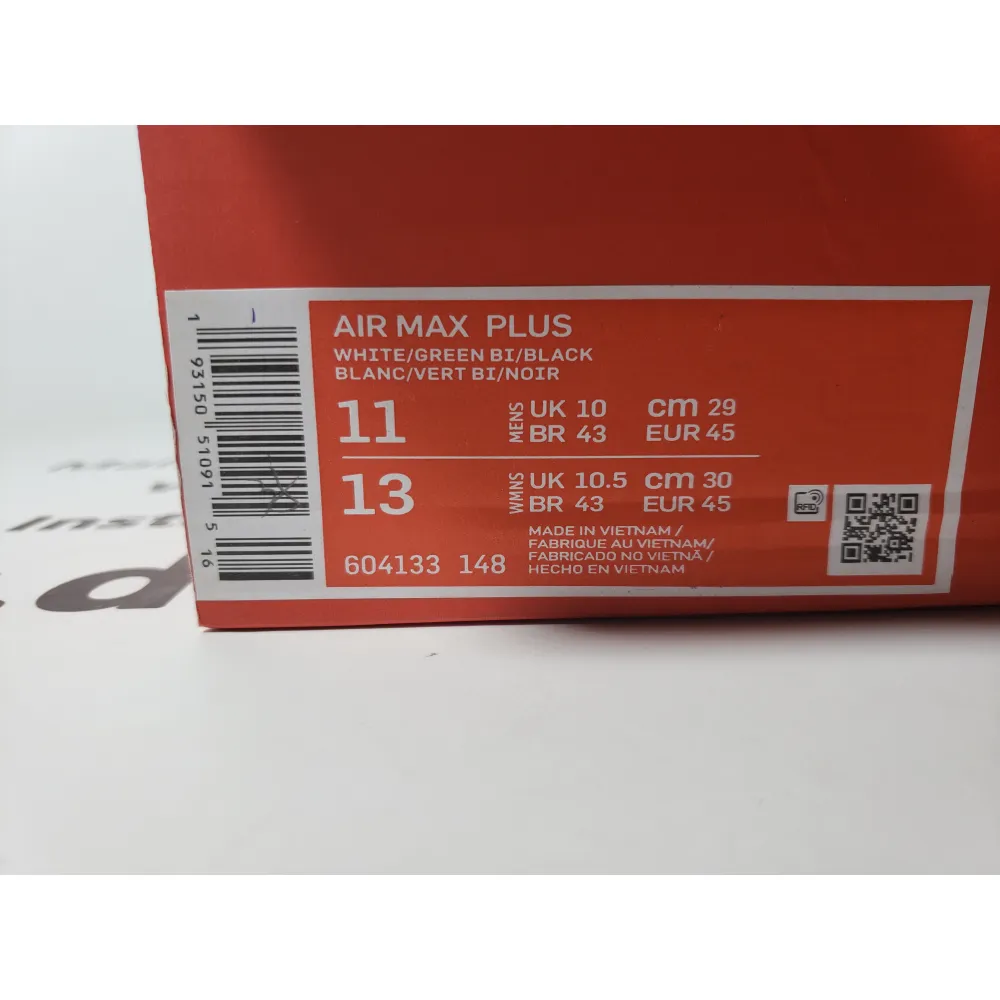 AIR MAX PLUS
WHITE/GREEN BI/BLACK
BLANC/VERT BI/NOIR
11
MENS
UK 10 cm 29
BR 43 EUR 45
13
WMNS
UK 10.5 cm 30
BR 43 EUR 45
604133 148
MADE IN VIETNAM /
FABRIQUE AU VIETNAM/
FABRICADO NO VIETNÃ /
HECHO EN VIETNAM
RFID
1 93150 51091 5 16